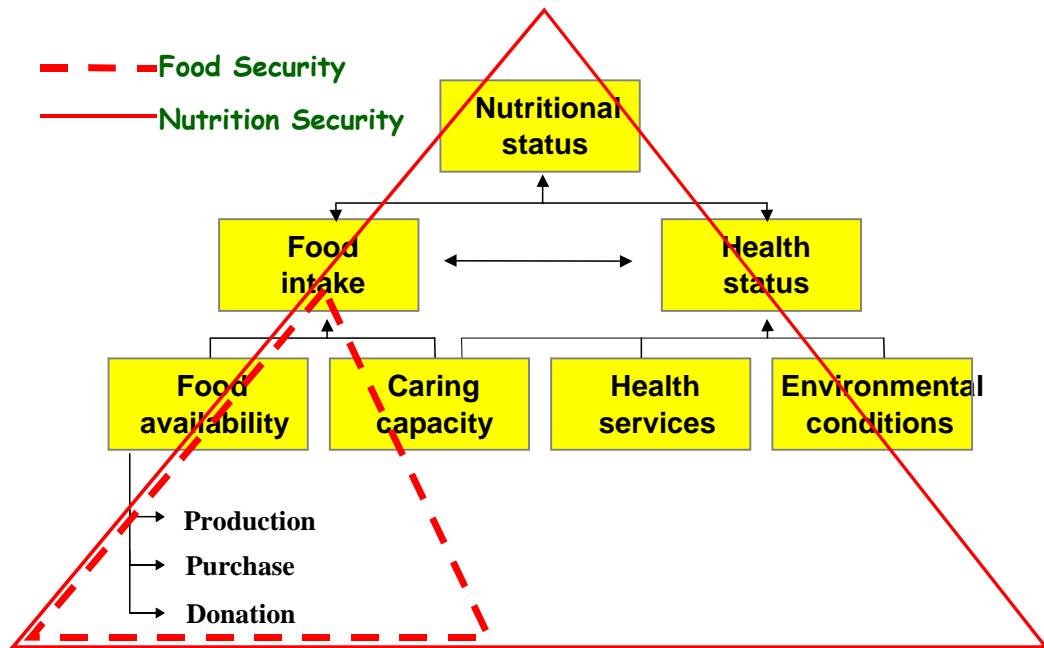 Food Security
Nutrition Security
Nutritional
status
Food
intake
Health
status
Food
availability
Caring
capacity
Health
services
Environmental
conditions
Production
Purchase
Donation